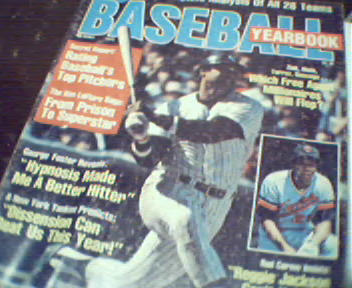 Analysis Of All 26 Teams
BASEBALL
YEARBOOK
Secret Report:
Rating
Baseball's
Top Pitchers
The Ron LeFlore Saga:
From Prison
To Superstar
Which Free Agent
Millionaires
Will Flop?
George Foster Reveals:
"Hypnosis Made
Me A Better Hitter"
A New York Yankee Predicts:
"Dissension Can
Beat Us This Year!"
Rod Carew
"Reggie Jackson